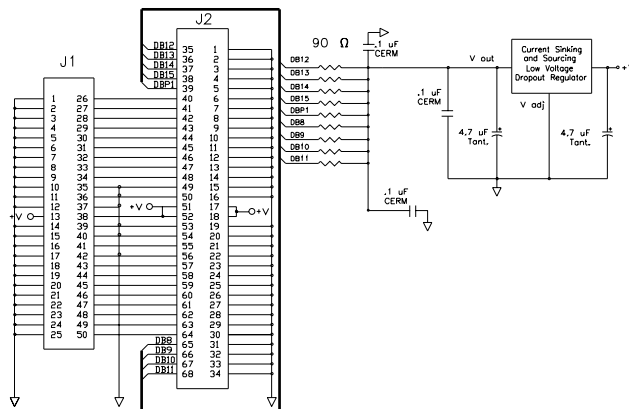 J1
1 26
2 27
3 28
4 29
5 30
6 31
7 32
8 33
9 34
10 35
11 36
12 37
+V 13 38
14 39
15 40
16 41
17 42
18 43
19 44
20 45
21 46
22 47
23 48
24 49
25 50
J2
DB12 35 1
DB13 36 2
DB14 37 3
DB15 38 4
DBP1 39 5
40 6
41 7
42 8
43 9
44 10
45 11
46 12
47 13
48 14
49 15
50 16
+V 51 17
52 18 +V
53 19
54 20
55 21
56 22
57 23
58 24
59 25
60 26
61 27
62 28
63 29
64 30
DB8 65 31
DB9 66 32
DB10 67 33
DB11 68 34
90 Ω
DB12
DB13
DB14
DB15
DBP1
DB8
DB9
DB10
DB11
.1 uF
CERM
.1 uF
CERM
.1 uF
CERM
V out
Current Sinking
and Sourcing
Low Voltage
Dropout Regulator
V adj
4.7 uF
Tant.
4.7 uF
Tant.